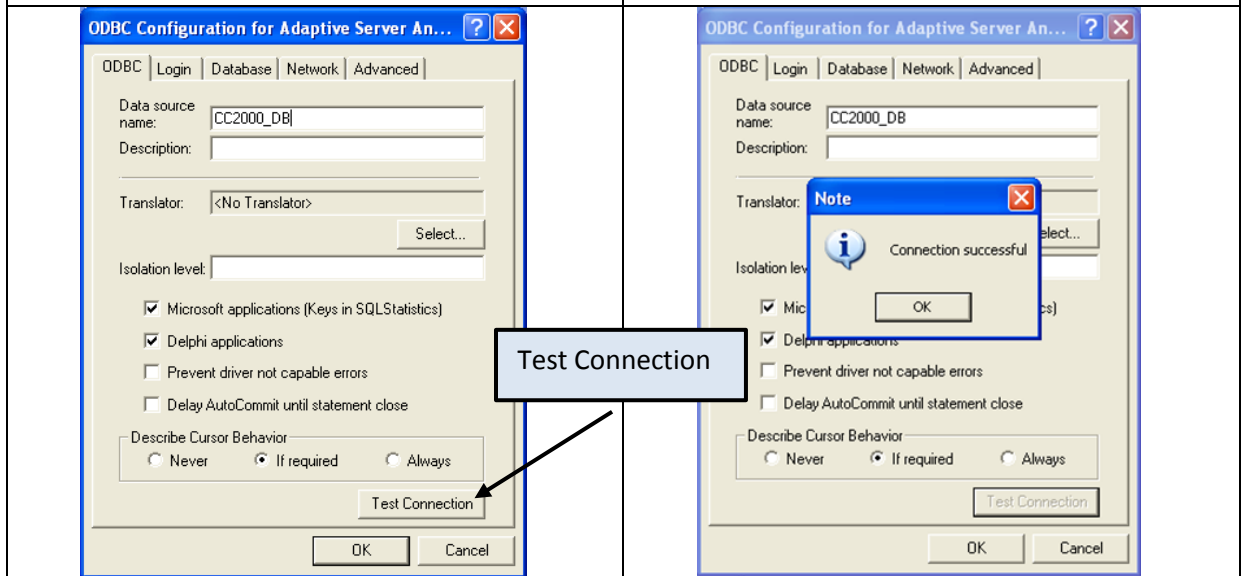 ODBC Configuration for Adaptive Server An...
ODBC Login Database Network Advanced
Data source
name:
CC2000_DB
Description:
Translator: <No Translator>
Select...
Isolation level:
Microsoft applications (Keys in SQLStatistics)
Delphi applications
Prevent driver not capable errors
Delay AutoCommit until statement close
Describe Cursor Behavior
Never If required Always
Test Connection
OK Cancel
Test Connection
ODBC Configuration for Adaptive Server An...
ODBC Login Database Network Advanced
Data source
name:
CC2000_DB
Description:
Translator:
elect...
Isolation lev
Mic cs)
Note
Connection successful
OK
Delphi applications
Prevent driver not capable errors
Delay AutoCommit until statement close
Describe Cursor Behavior
Never If required Always
Test Connection
OK Cancel